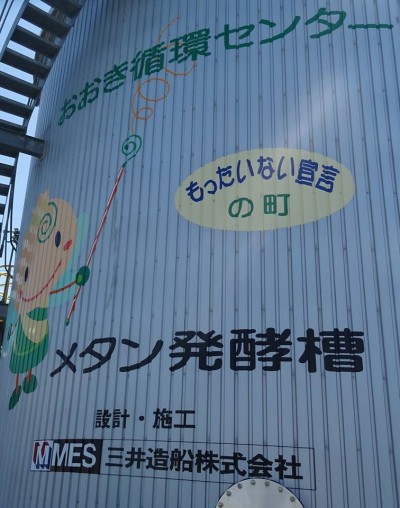 おおき循環センター
もったいない宣言
の町
メタン発酵槽
設計・施工
MES 三井造船株式会社